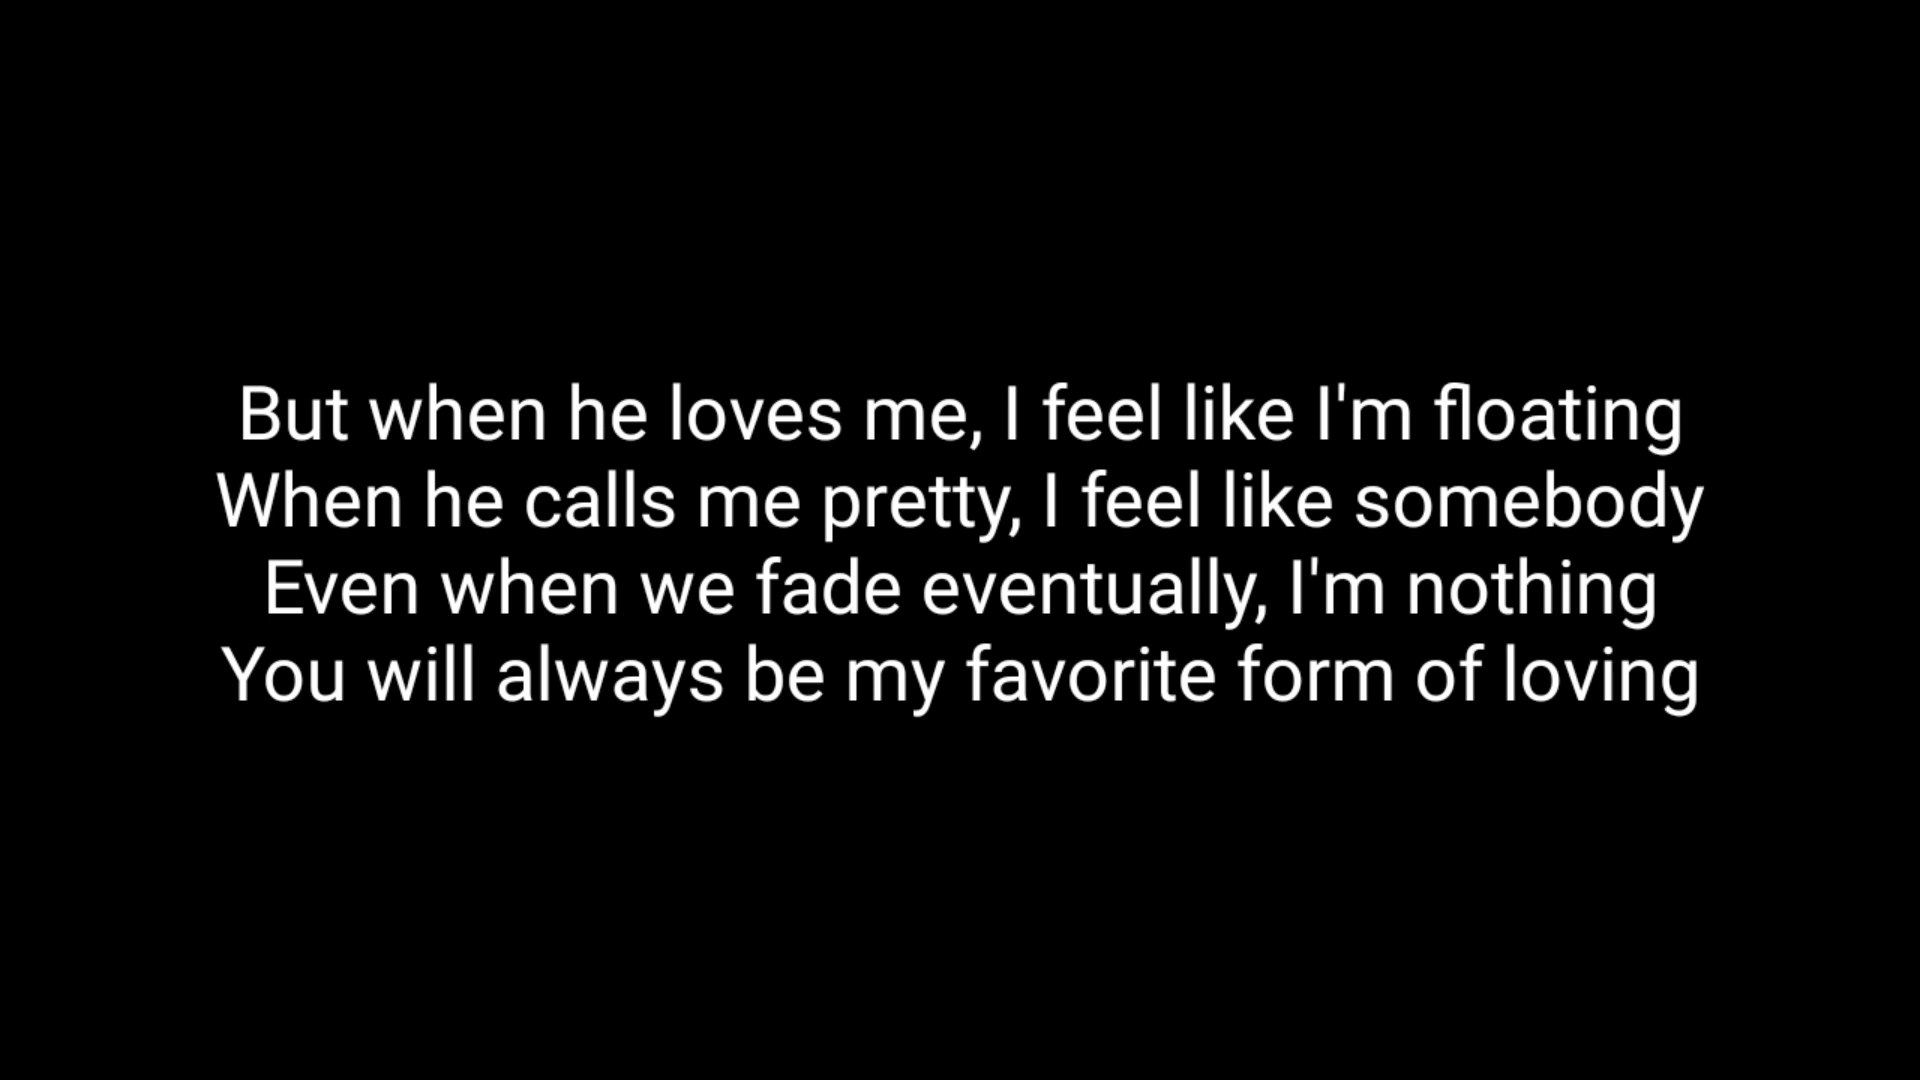 But when he loves me, I feel like I'm floating
When he calls me pretty, I feel like somebody
Even when we fade eventually, I'm nothing
You will always be my favorite form of loving